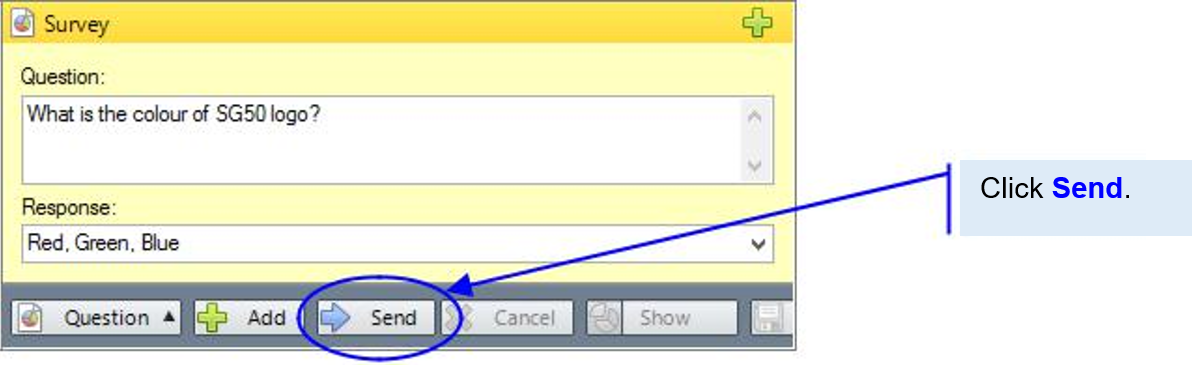 Survey
Question:
What is the colour of SG50 logo?
Response:
Red, Green, Blue
Question Add Send Cancel Show
Click Send.